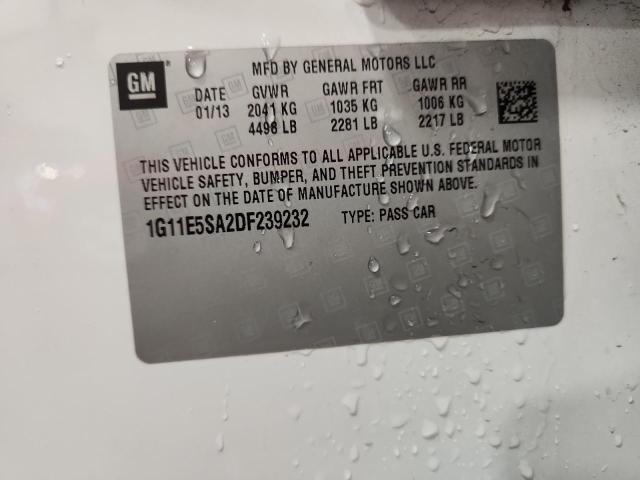 GM
MFD BY GENERAL MOTORS LLC
DATE GVWR GAWR FRT GAWR RR
01/13 2041 KG 1035 KG 1006 KG
4498 LB 2281 LB 2217 LB
THIS VEHICLE CONFORMS TO ALL APPLICABLE U.S. FEDERAL MOTOR
VEHICLE SAFETY, BUMPER, AND THEFT PREVENTION STANDARDS IN
EFFECT ON THE DATE OF MANUFACTURE SHOWN ABOVE.
1G11E5SA2DF239232 TYPE: PASS CAR